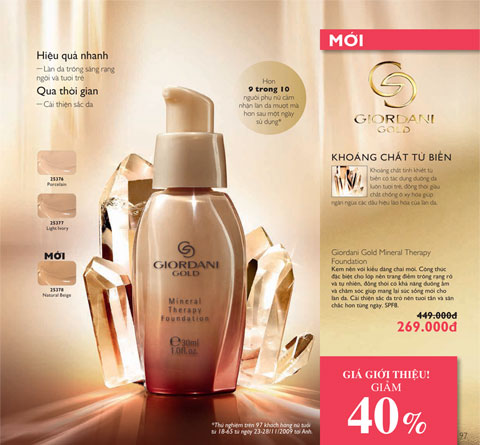 Hiệu quả nhanh
— Làn da trông sáng rạng
ngời và tươi trẻ
Qua thời gian
— Cải thiện sắc da
25376
Porcelain
25377
Light Ivory
MỚI
25378
Natural Beige
Hơn
9 trong 10
người phụ nữ cảm
nhận làn da mượt mà
hơn sau một ngày
sử dụng*
GIORDANI
GOLD
Mineral
Therapy
Foundation
℮30ml
1.0fl.oz.
*Thử nghiệm trên 97 khách hàng nữ tuổi
từ 18-65 từ ngày 23-28/11/2009 tại Anh.
MỚI
GIORDANI
GOLD
KHOÁNG CHẤT TỪ BIỂN
Khoáng chất tinh khiết từ
biển có tác dụng dưỡng da
luôn tươi trẻ, đồng thời giàu
chất chống ô xy hóa giúp
ngăn ngừa các dấu hiệu lão hóa của làn da.
Giordani Gold Mineral Therapy
Foundation
Kem nền với kiểu dáng chai mới. Công thức
đặc biệt cho lớp nền trang điểm trông rạng rỡ
và tự nhiên, đồng thời có khả năng dưỡng ẩm
và chăm sóc giúp mang lại sức sống mới cho
làn da. Cải thiện sắc da trở nên tươi tắn và săn
chắc hơn từng ngày. SPF8.
449.000đ
269.000đ
GIÁ GIỚI THIỆU!
GIẢM
40%
97